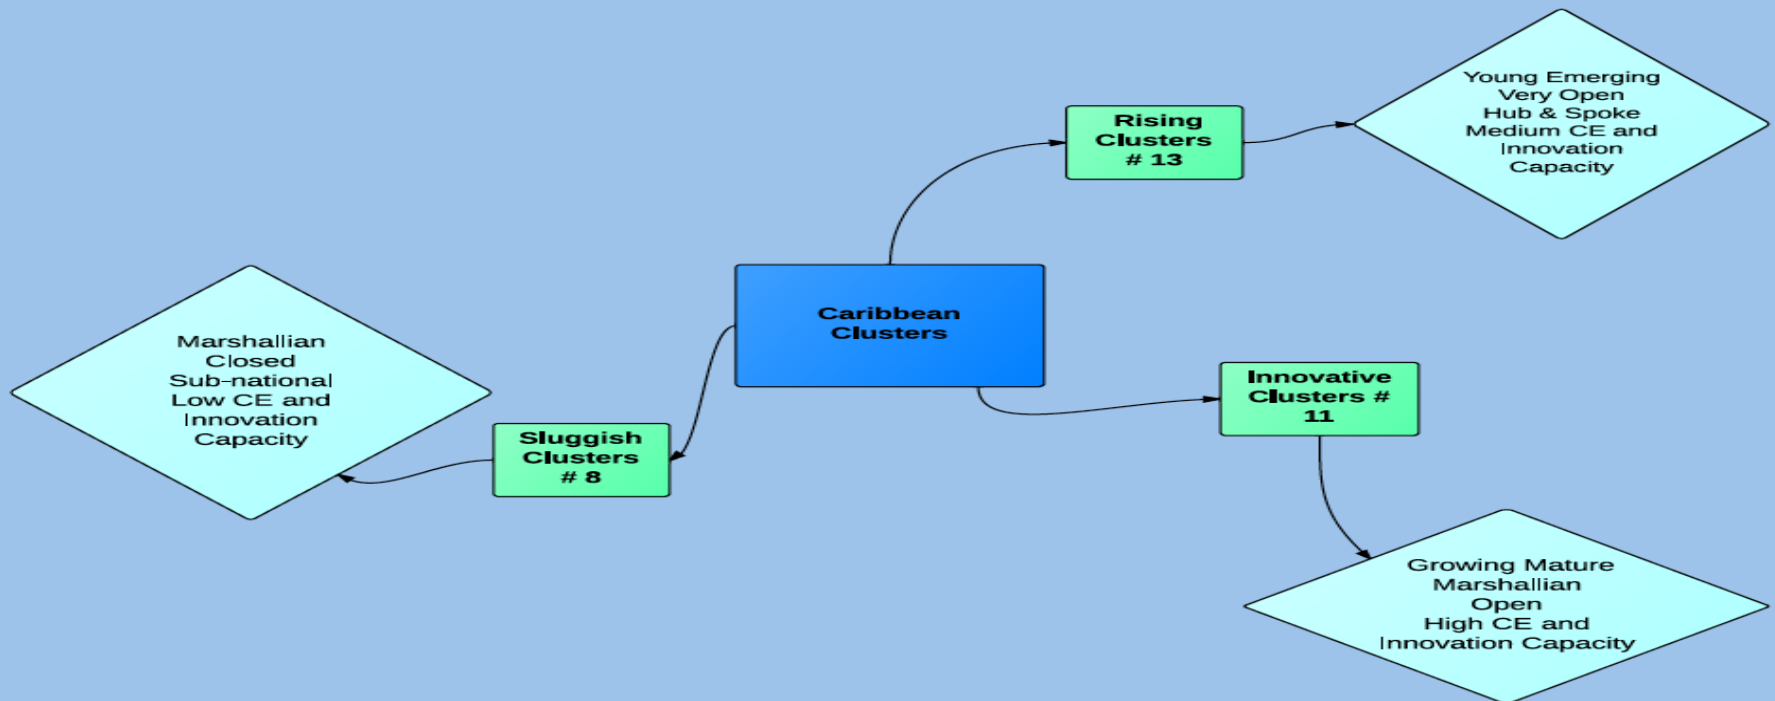 Young Emerging
Very Open
Hub & Spoke
Medium CE and
Innovation
Capacity
Rising
Clusters
# 13
Caribbean
Clusters
Marshallian
Closed
Sub-national
Low CE and
Innovation
Capacity
Sluggish
Clusters
# 8
Innovative
Clusters #
11
Growing Mature
Marshallian
Open
High CE and
Innovation Capacity